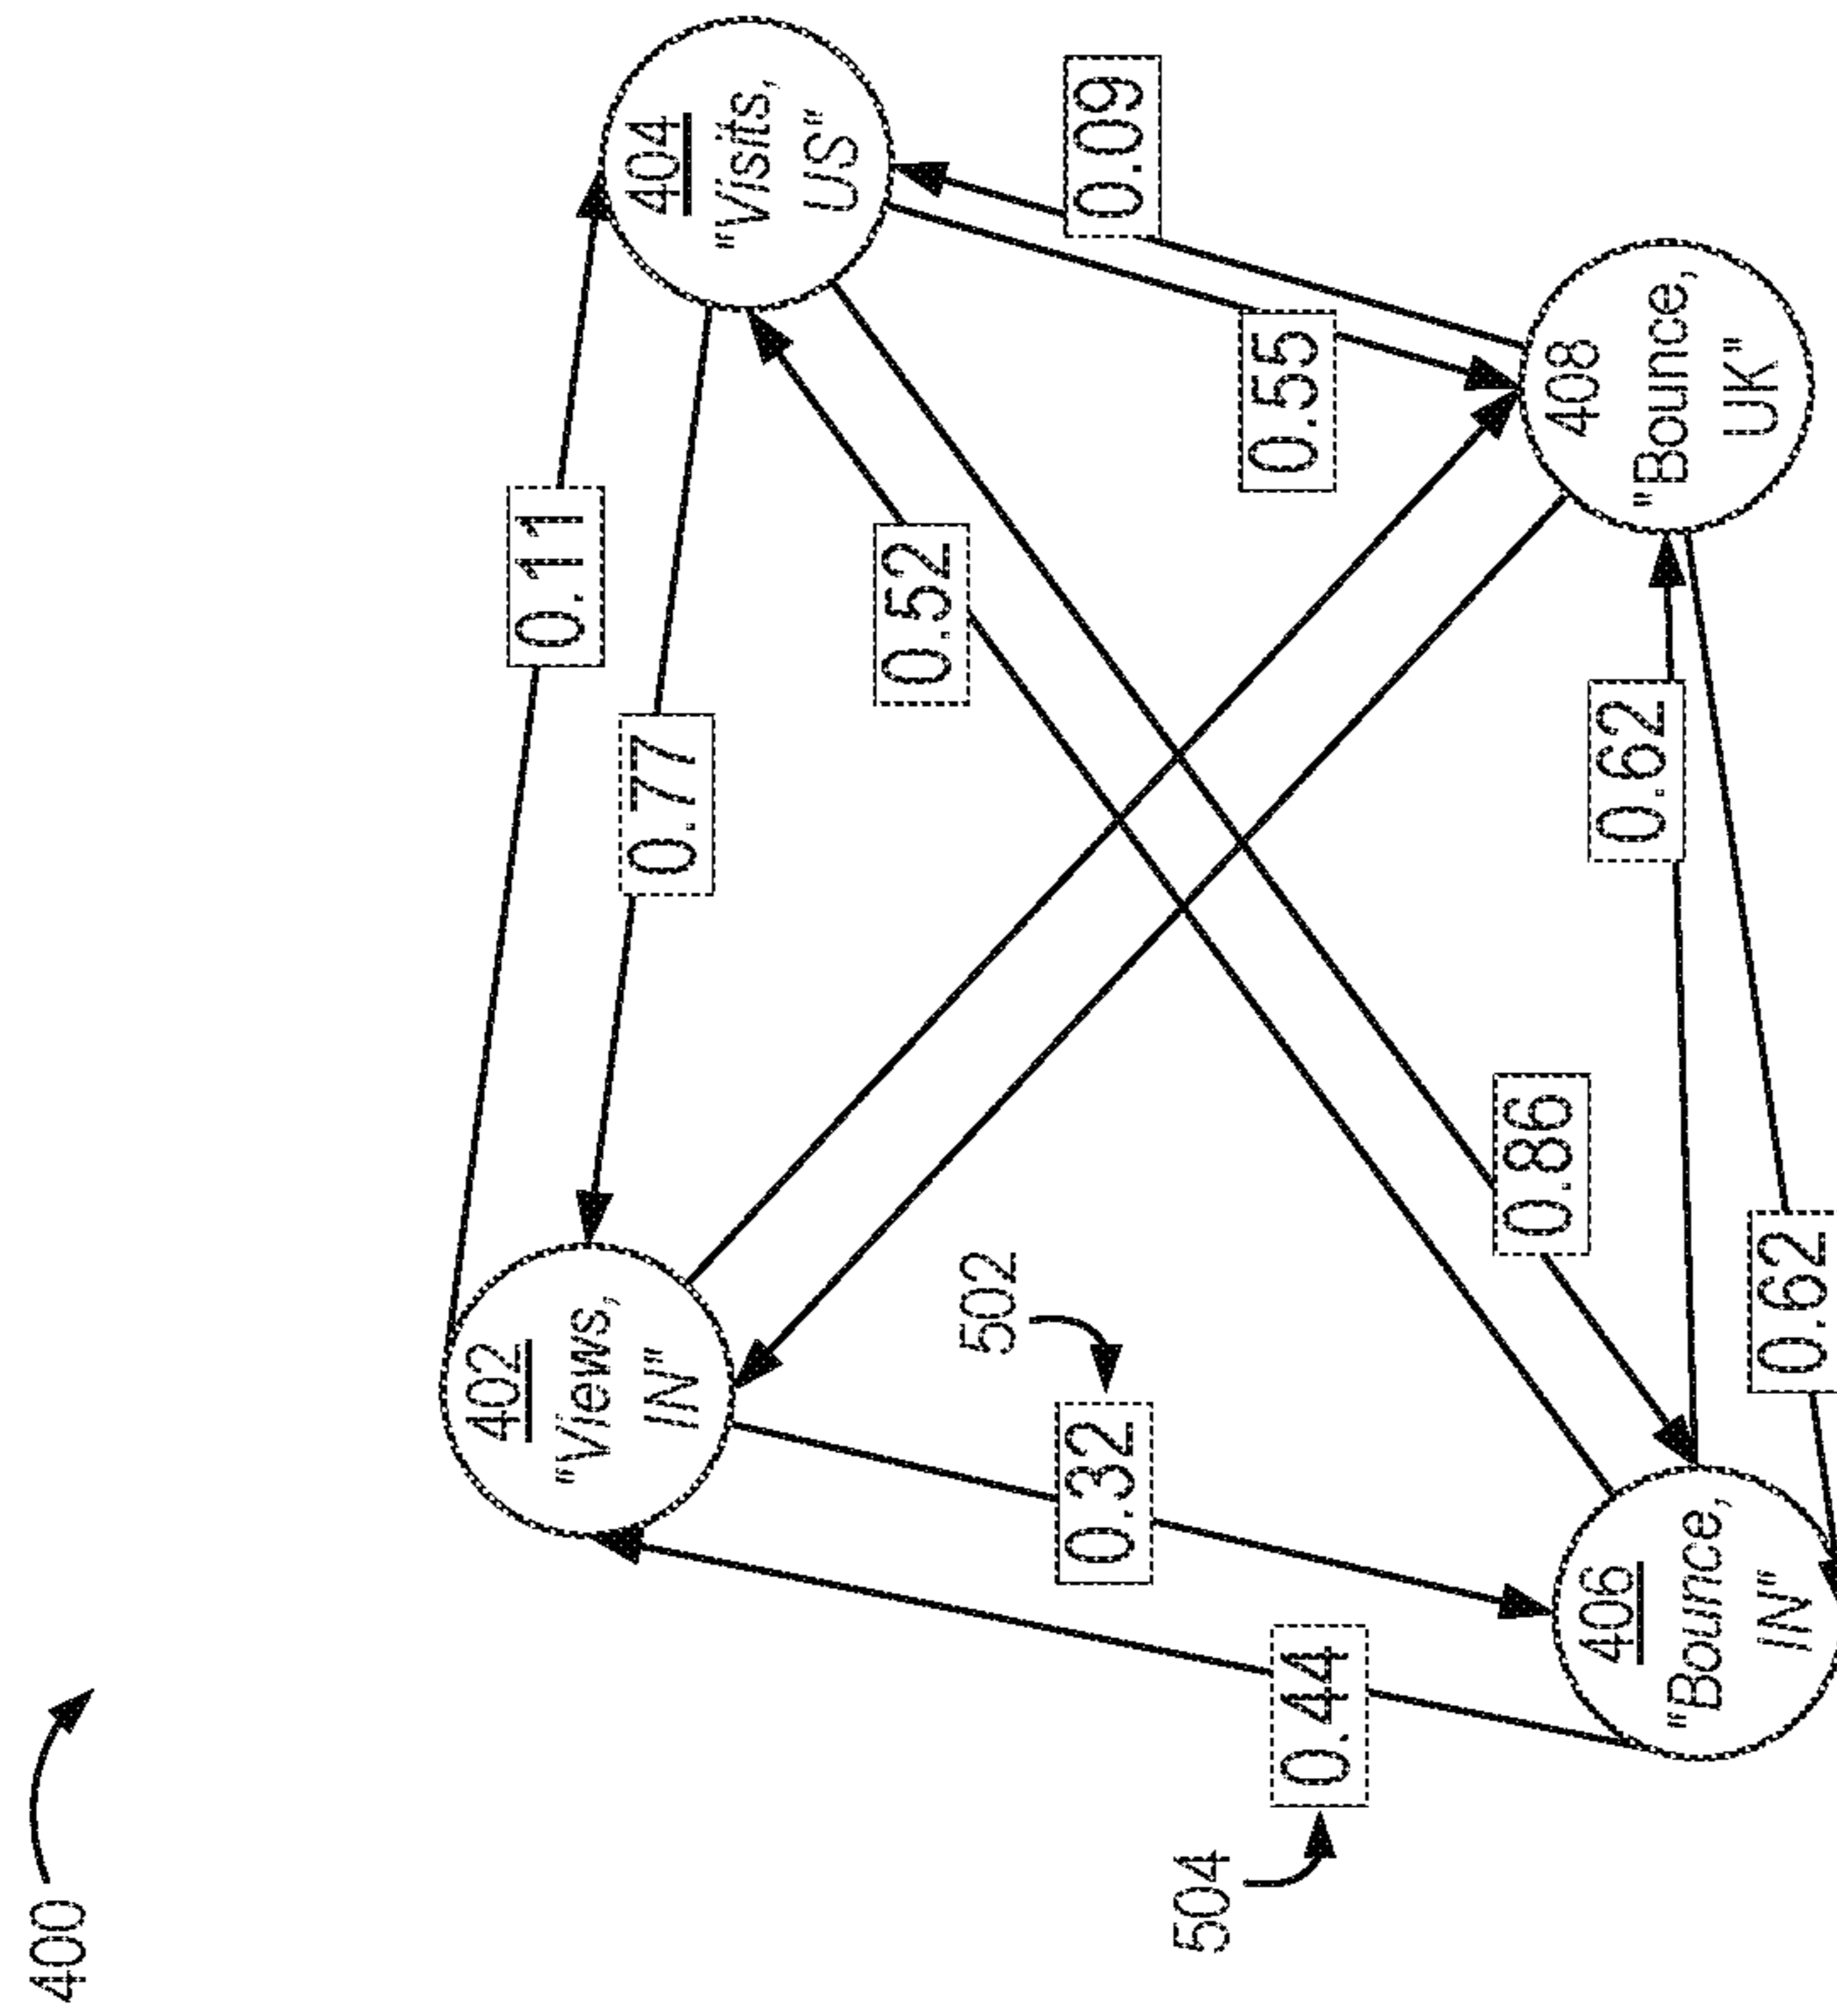 400
402
"Views,
IN"
0.11
404
"Visits,
US"
0.77
0.52
502
0.32
0.09
504
0.44
0.55
0.86
408
"Bounce,
UK"
406
"Bounce,
IN"
0.62
0.62